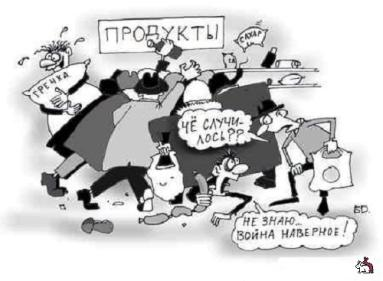 ПРОДУКТЫ
САХАР
ГРЕЧКА
ЧЁ СЛУЧИ-
ЛОСЬ??
НЕ ЗНАЮ...
ВОЙНА НАВЕРНОЕ!